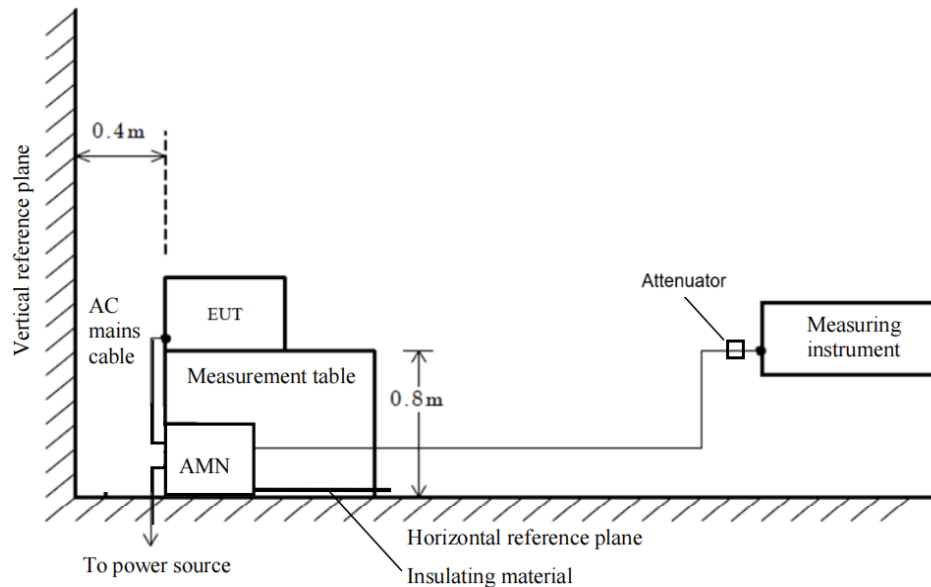 Vertical reference plane
0.4m
AC
mains
cable
EUT
Measurement table
0.8m
AMN
Attenuator
Measuring
instrument
To power source
Horizontal reference plane
Insulating material